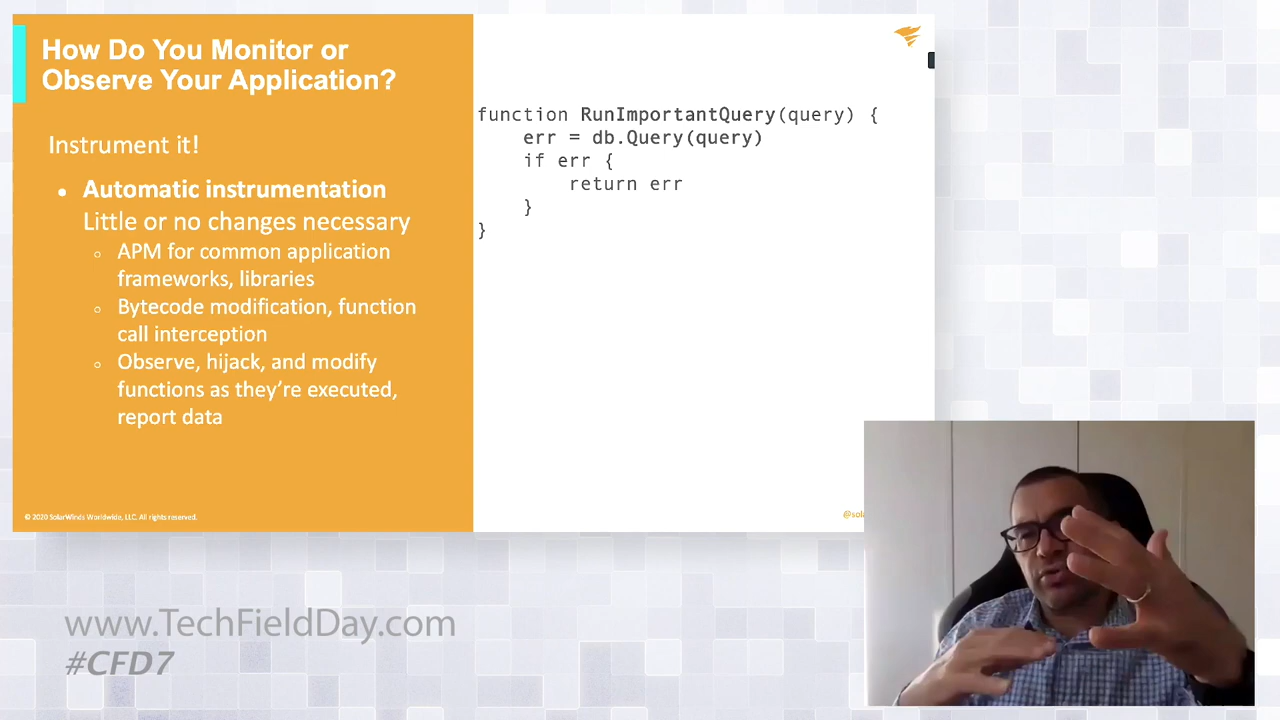 How Do You Monitor or
Observe Your Application?
Instrument it!
• Automatic instrumentation
Little or no changes necessary
○ APM for common application
frameworks, libraries
○ Bytecode modification, function
call interception
○ Observe, hijack, and modify
functions as they're executed,
report data
© 2020 SolarWinds Worldwide, LLC. All rights reserved.
function RunImportantQuery(query) {
    err = db.Query(query)
    if err {
        return err
    }
}
www.TechFieldDay.com
#CFD7